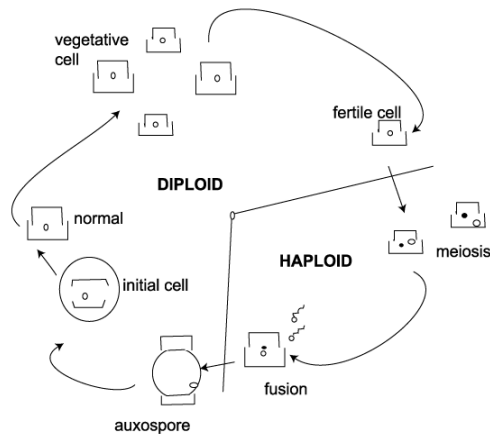 vegetative
cell
fertile cell
DIPLOID
normal
HAPLOID
meiosis
initial cell
fusion
auxospore